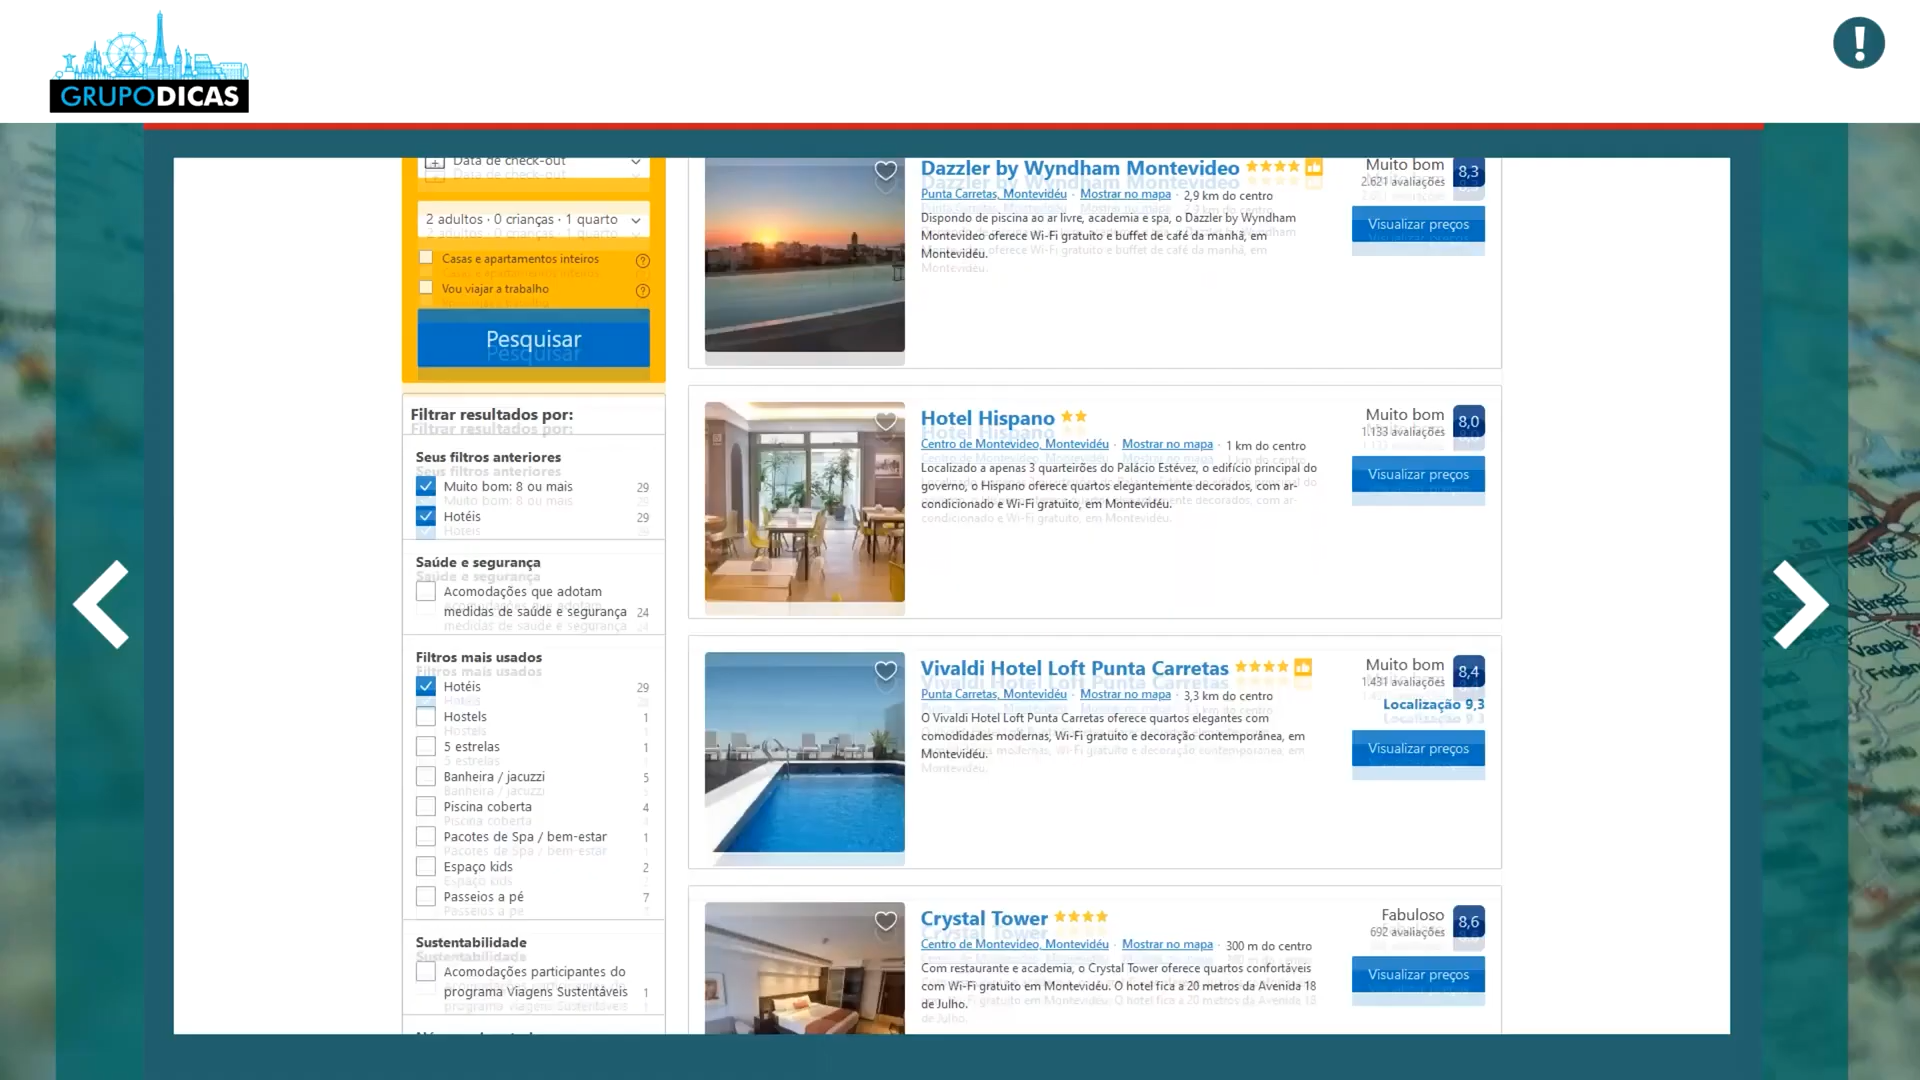 GRUPODICAS
Data de check-out
2 adultos · 0 crianças · 1 quarto
Casas e apartamentos inteiros
Vou viajar a trabalho
Pesquisar
Filtrar resultados por:
Seus filtros anteriores
Muito bom: 8 ou mais 29
Hotéis 29
Saúde e segurança
Acomodações que adotam
medidas de saúde e segurança 24
Filtros mais usados
Hotéis 29
Hostels 1
5 estrelas 1
Banheira / jacuzzi 5
Piscina coberta 4
Pacotes de Spa / bem-estar 1
Espaço kids 2
Passeios a pé 7
Sustentabilidade
Acomodações participantes do
programa Viagens Sustentáveis 1
Dazzler by Wyndham Montevideo
Punta Carretas, Montevidéu · Mostrar no mapa · 2,9 km do centro
Dispondo de piscina ao ar livre, academia e spa, o Dazzler by Wyndham
Montevideo oferece Wi-Fi gratuito e buffet de café da manhã, em
Montevidéu.
Muito bom 8,3
2.621 avaliações
Visualizar preços
Hotel Hispano
Centro de Montevideo, Montevidéu · Mostrar no mapa · 1 km do centro
Localizado a apenas 3 quarteirões do Palácio Estévez, o edifício principal do
governo, o Hispano oferece quartos elegantemente decorados, com ar-
condicionado e Wi-Fi gratuito, em Montevidéu.
Muito bom 8,0
1.133 avaliações
Visualizar preços
Vivaldi Hotel Loft Punta Carretas
Punta Carretas, Montevidéu · Mostrar no mapa · 3,3 km do centro
O Vivaldi Hotel Loft Punta Carretas oferece quartos elegantes com
comodidades modernas, Wi-Fi gratuito e decoração contemporânea, em
Montevidéu.
Muito bom 8,4
1.431 avaliações
Localização 9,3
Visualizar preços
Crystal Tower
Centro de Montevideo, Montevidéu · Mostrar no mapa · 300 m do centro
Com restaurante e academia, o Crystal Tower oferece quartos confortáveis
com Wi-Fi gratuito em Montevidéu. O hotel fica a 20 metros da Avenida 18
de Julho.
Fabuloso 8,6
692 avaliações
Visualizar preços
Varola